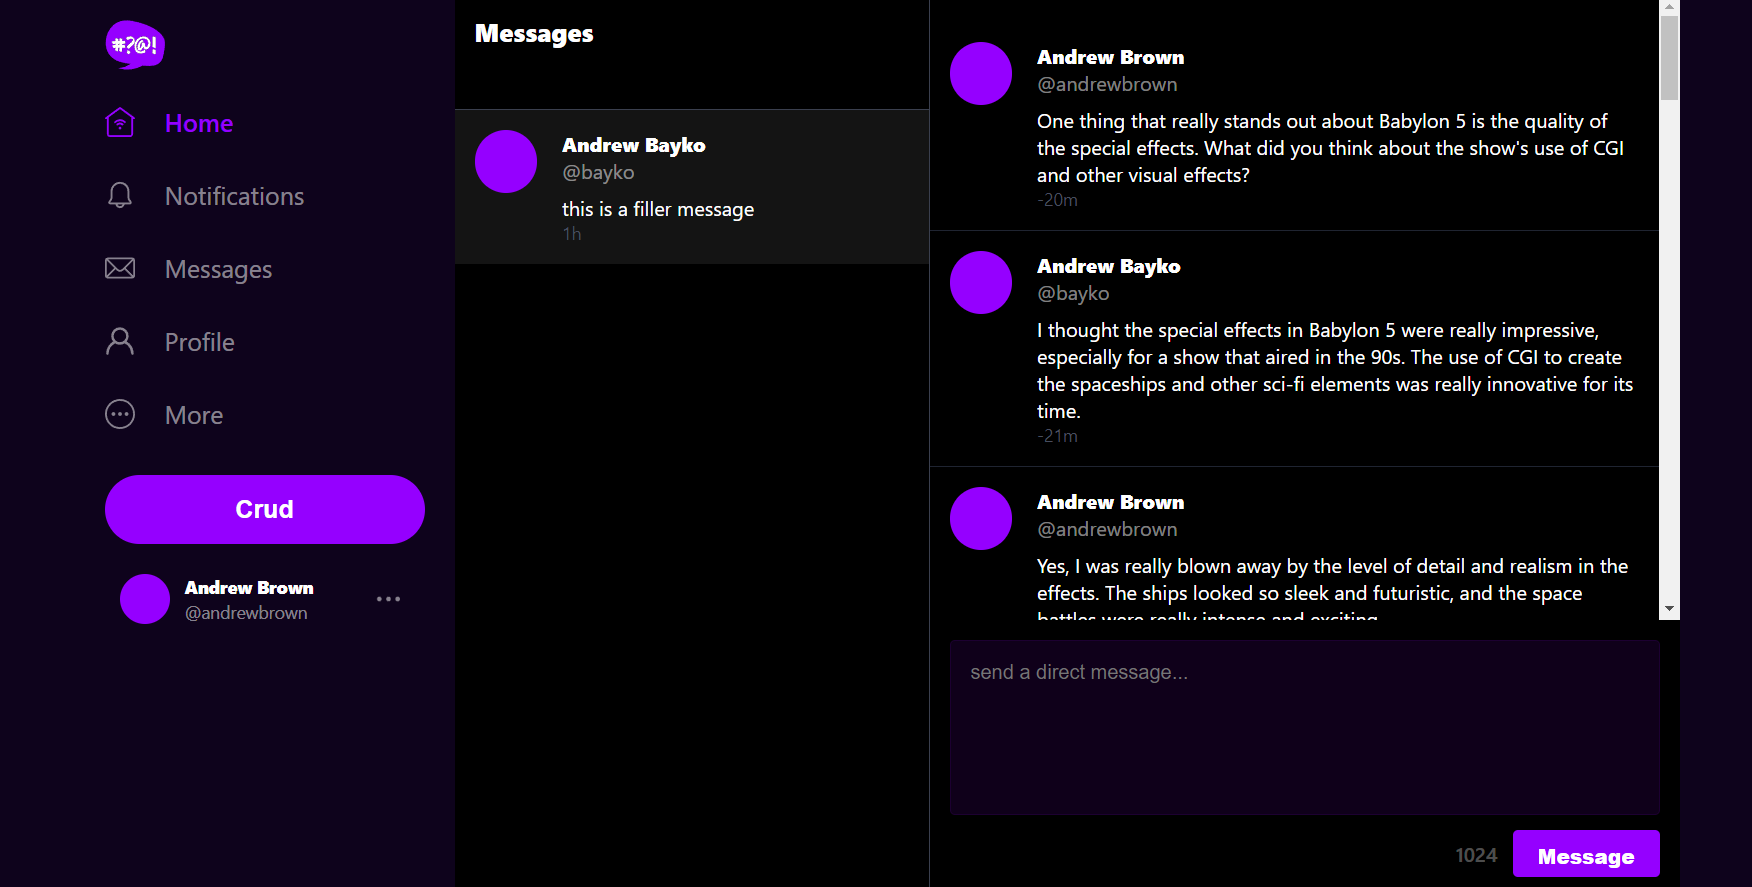 #?@!
Home
Notifications
Messages
Profile
More
Crud
Andrew Brown
@andrewbrown
Messages
Andrew Bayko
@bayko
this is a filler message
1h
Andrew Brown
@andrewbrown
One thing that really stands out about Babylon 5 is the quality of
the special effects. What did you think about the show's use of CGI
and other visual effects?
-20m
Andrew Bayko
@bayko
I thought the special effects in Babylon 5 were really impressive,
especially for a show that aired in the 90s. The use of CGI to create
the spaceships and other sci-fi elements was really innovative for its
time.
-21m
Andrew Brown
@andrewbrown
Yes, I was really blown away by the level of detail and realism in the
effects. The ships looked so sleek and futuristic, and the space
battles were really intense and exciting.
send a direct message...
1024
Message